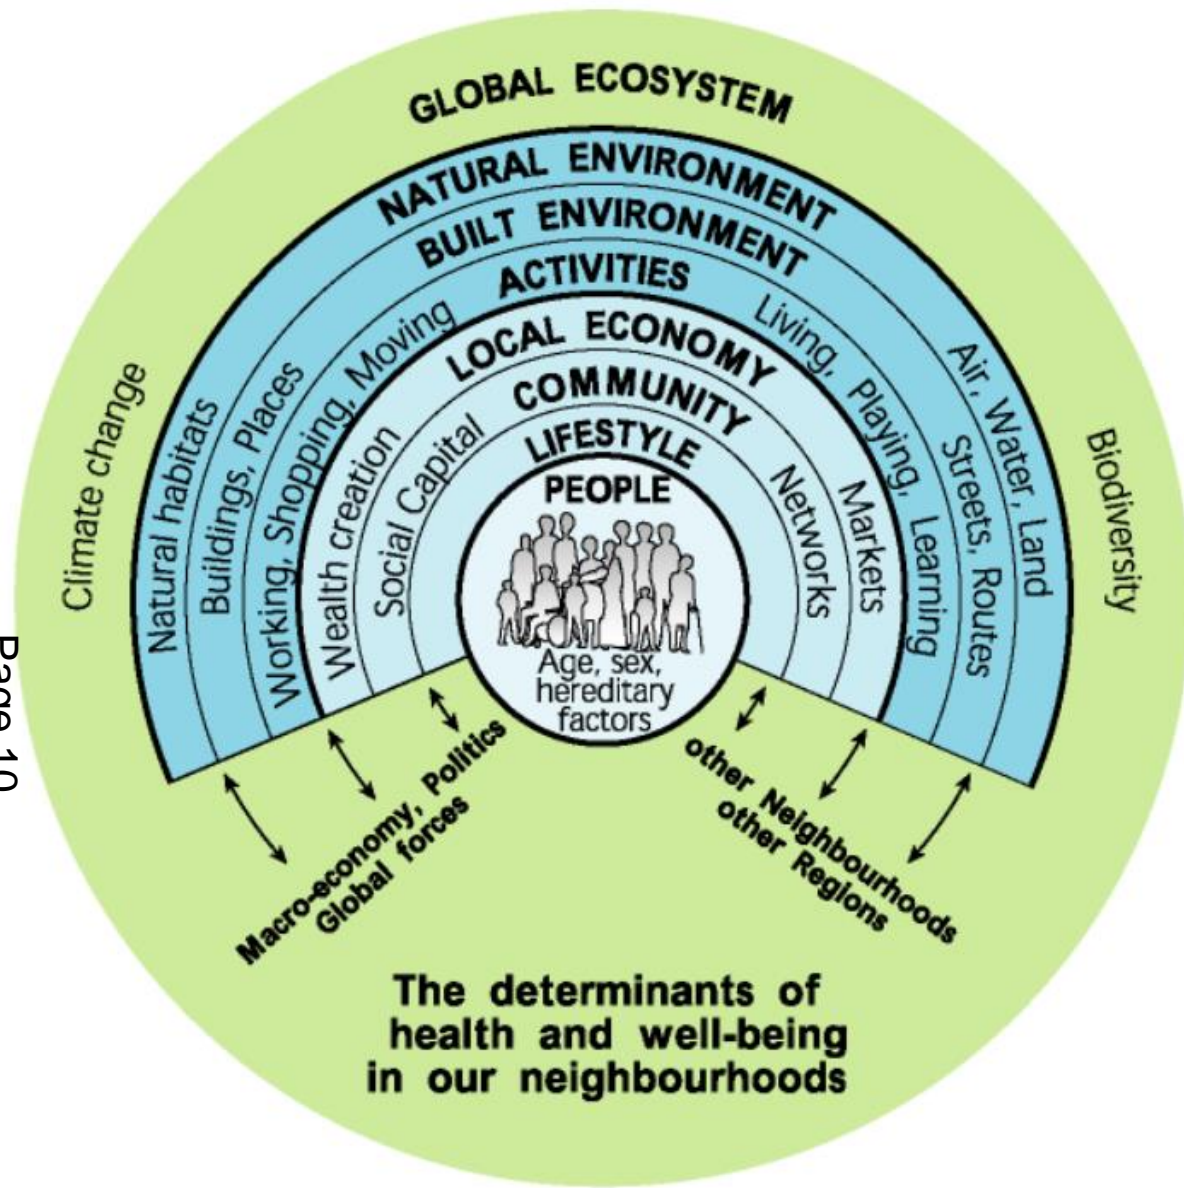 GLOBAL ECOSYSTEM
NATURAL ENVIRONMENT
BUILT ENVIRONMENT
ACTIVITIES
LOCAL ECONOMY
COMMUNITY
LIFESTYLE
PEOPLE
Age, sex,
hereditary
factors
Climate change
Natural habitats
Buildings, Places
Working, Shopping, Moving
Wealth creation
Social Capital
Living, Playing, Learning
Air, Water, Land
Streets, Routes
Markets
Networks
Biodiversity
Macro-economy, Politics
Global forces
other Neighbourhoods
other Regions
The determinants of
health and well-being
in our neighbourhoods
Page 10